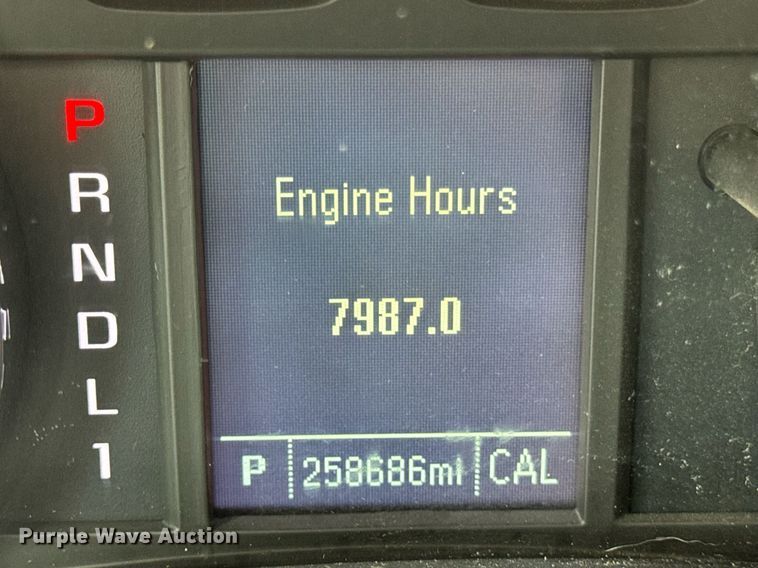 P
R
N
D
L
1
Engine Hours
7987.0
P 258686mi CAL
Purple Wave Auction